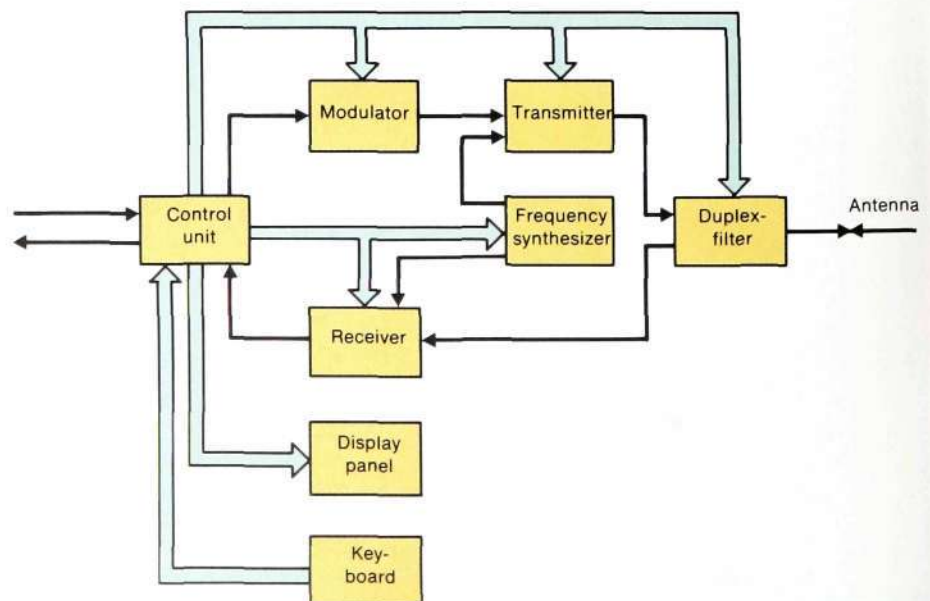 Modulator
Transmitter
Control
unit
Frequency
synthesizer
Duplex-
filter
Antenna
Receiver
Display
panel
Key-
board